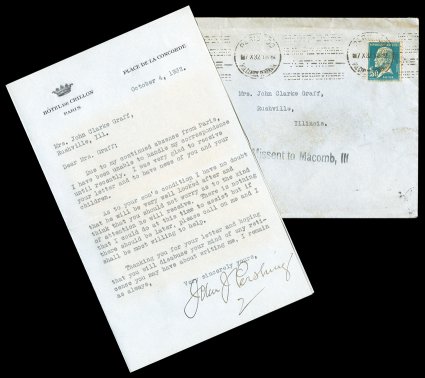 HÔTEL DE CRILLON
PARIS
PLACE DE LA CONCORDE
October 4, 1932.
Mrs. John Clarke Graff,
Rushville, Ill.
Dear Mrs. Graff:
Due to my continued absence from Paris,
I have been unable to handle my correspondence
until recently. I was very glad to receive
your letter and to have news of you and your
children.
As to your son's condition I have no doubt
that he will be very well looked after and
think that you should not worry as to the kind
of attention he will receive. There is nothing
that I could do at this time to assist but if
there should be later, please call on me and I
shall be most willing to help.
Thanking you for your letter and hoping
that you will disabuse your mind of any reti-
cense you may have about writing me, I remain
as always,
Very sincerely yours,
John J. Pershing
Mrs. John Clarke Graff,
Rushville,
Illinois.
Missent to Macomb, Ill